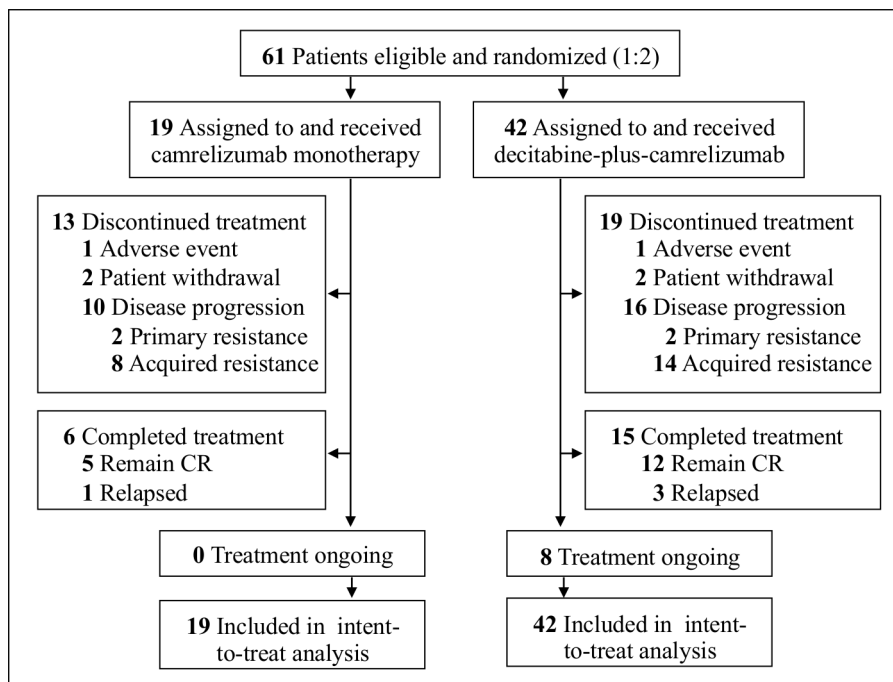 61 Patients eligible and randomized (1:2)
19 Assigned to and received
camrelizumab monotherapy
42 Assigned to and received
decitabine-plus-camrelizumab
13 Discontinued treatment
1 Adverse event
2 Patient withdrawal
10 Disease progression
2 Primary resistance
8 Acquired resistance
19 Discontinued treatment
1 Adverse event
2 Patient withdrawal
16 Disease progression
2 Primary resistance
14 Acquired resistance
6 Completed treatment
5 Remain CR
1 Relapsed
15 Completed treatment
12 Remain CR
3 Relapsed
0 Treatment ongoing
8 Treatment ongoing
19 Included in intent-
to-treat analysis
42 Included in intent-
to-treat analysis